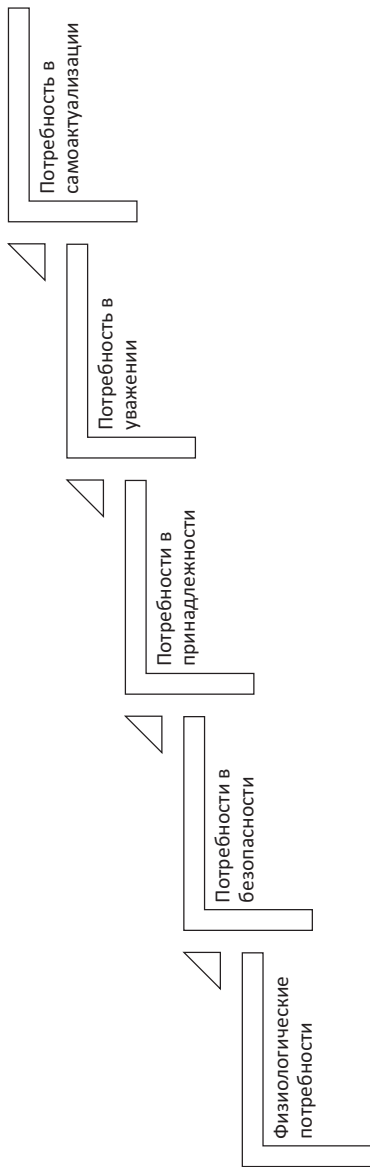 Физиологические
потребности
Потребности в
безопасности
Потребности в
принадлежности
Потребность в
уважении
Потребность в
самоактуализации